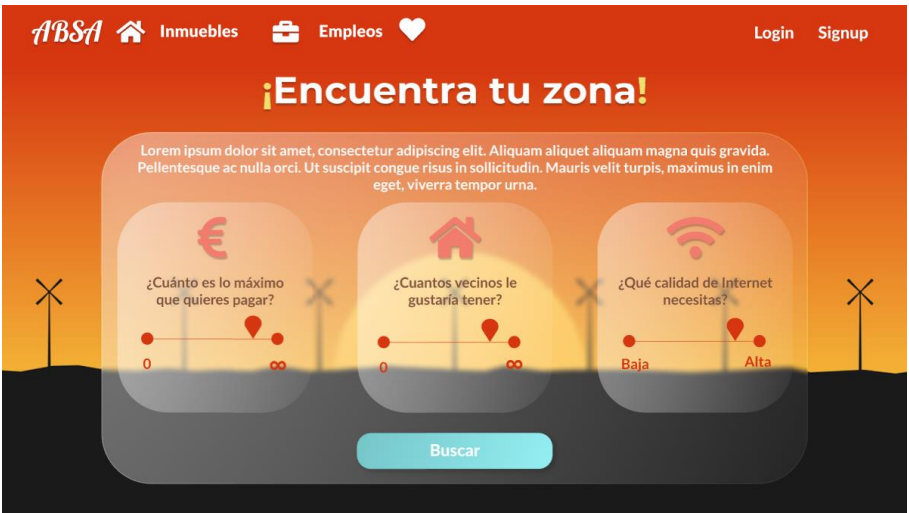 ABSA Inmuebles Empleos Login Signup
¡Encuentra tu zona!
Lorem ipsum dolor sit amet, consectetur adipiscing elit. Aliquam aliquet aliquam magna quis gravida.
Pellentesque ac nulla orci. Ut suscipit congue risus in sollicitudin. Mauris velit turpis, maximus in enim
eget, viverra tempor urna.
€
¿Cuánto es lo máximo
que quieres pagar?
0 ∞
¿Cuantos vecinos le
gustaría tener?
0 ∞
¿Qué calidad de Internet
necesitas?
Baja Alta
Buscar